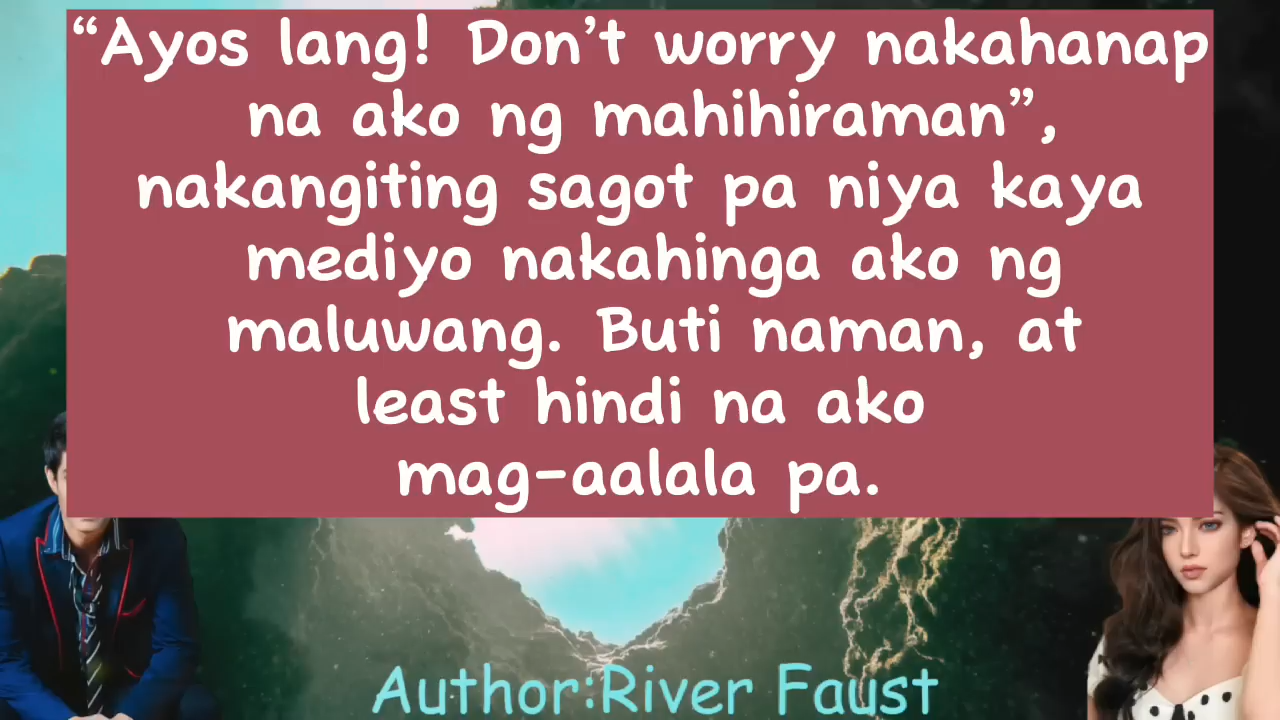 “Ayos lang! Don’t worry nakahanap
na ako ng mahihiraman”,
nakangiting sagot pa niya kaya
mediyo nakahinga ako ng
maluwang. Buti naman, at
least hindi na ako
mag-aalala pa.
Author:River Faust